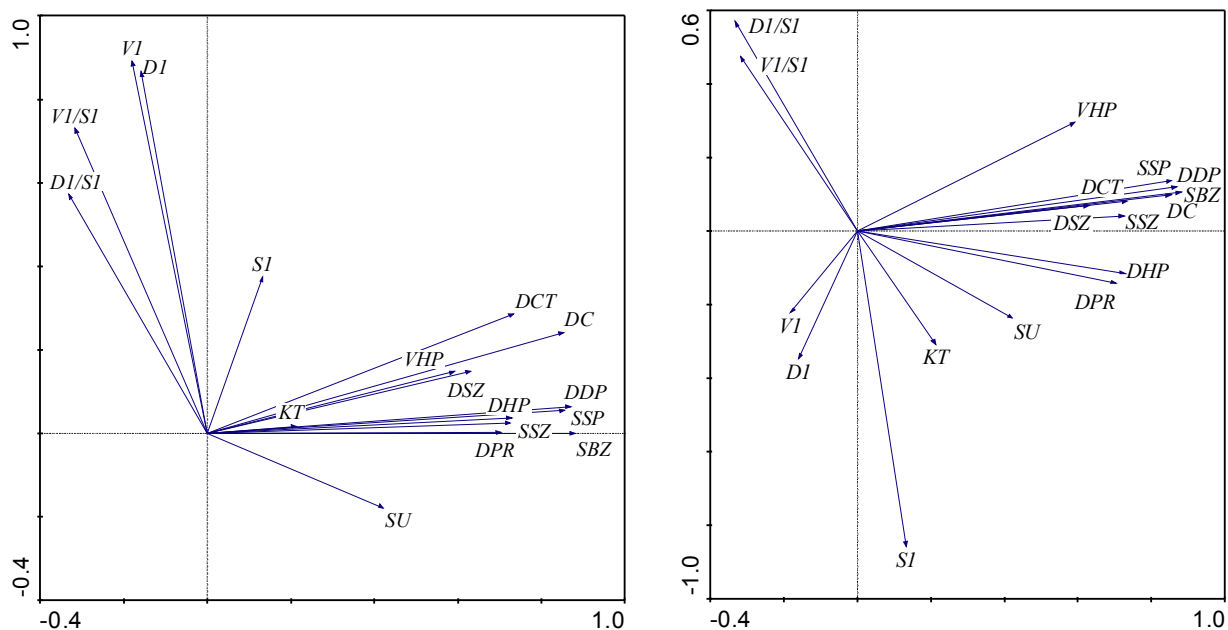 1.0
V1
D1
V1/S1
D1/S1
S1
DCT
DC
VHP
DSZ
DDP
DHP
SSP
KT
SSZ
DPR
SBZ
SU
-0.4
-0.4
1.0
0.6
D1/S1
V1/S1
VHP
SSP
DDP
DCT
SBZ
DC
DSZ
SSZ
DHP
DPR
V1
SU
KT
D1
S1
-1.0
-0.4
1.0